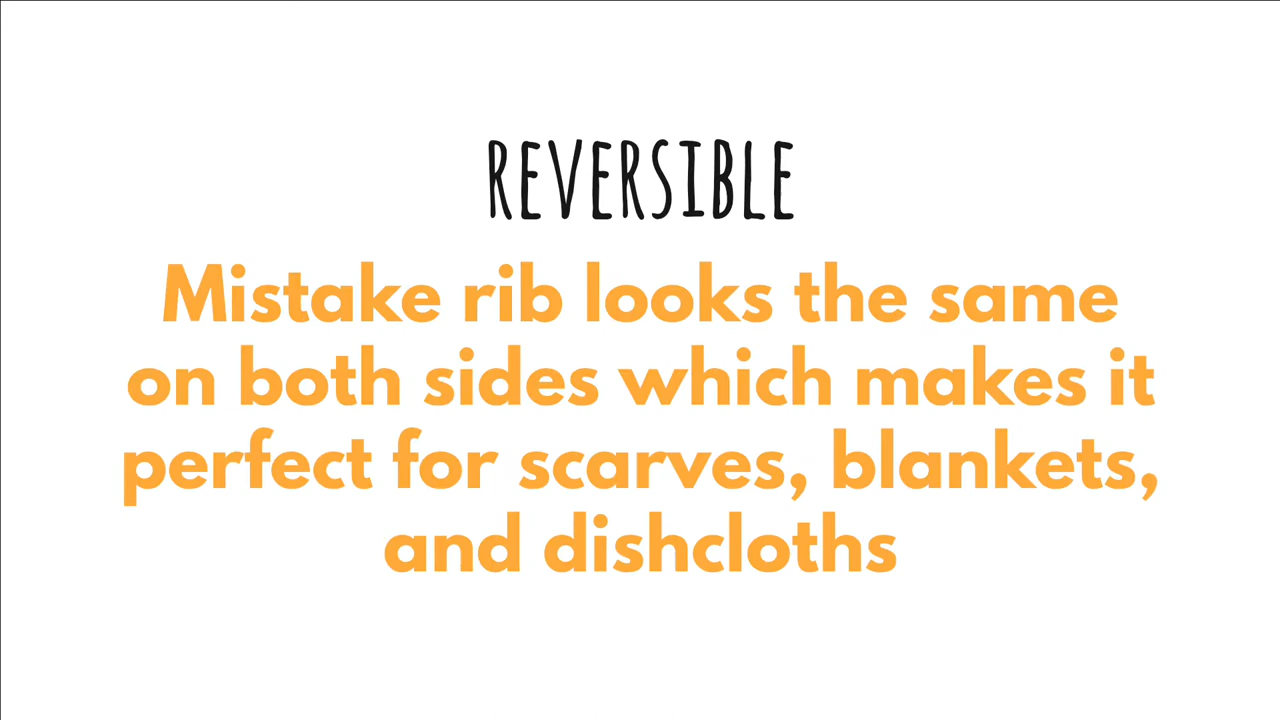 REVERSIBLE
Mistake rib looks the same
on both sides which makes it
perfect for scarves, blankets,
and dishcloths